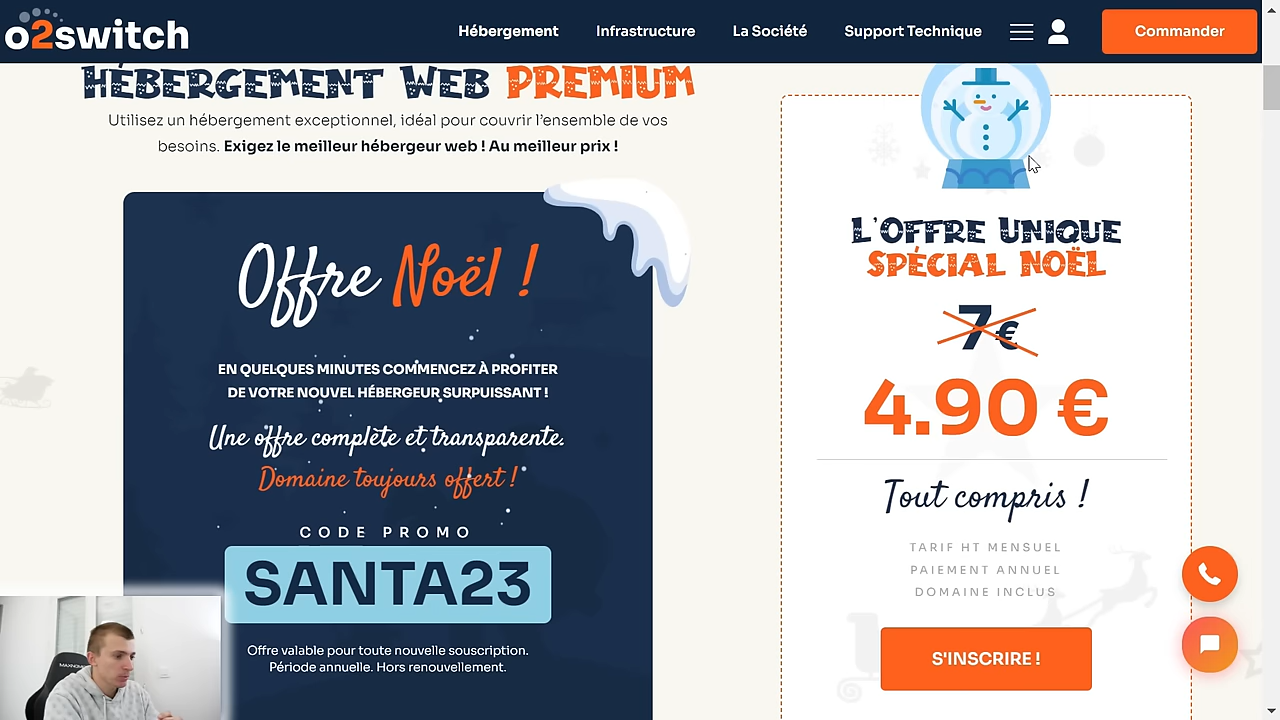 o2switch
Hébergement
Infrastructure
La Société
Support Technique
Commander
HÉBERGEMENT WEB PREMIUM
Utilisez un hébergement exceptionnel, idéal pour couvrir l'ensemble de vos
besoins. Exigez le meilleur hébergeur web ! Au meilleur prix !
Offre Noël !
EN QUELQUES MINUTES COMMENCEZ À PROFITER
DE VOTRE NOUVEL HÉBERGEUR SURPUISSANT !
Une offre complète et transparente.
Domaine toujours offert !
CODE PROMO
SANTA23
Offre valable pour toute nouvelle souscription.
Période annuelle. Hors renouvellement.
L'OFFRE UNIQUE
SPÉCIAL NOËL
7€
4.90 €
Tout compris !
TARIF HT MENSUEL
PAIEMENT ANNUEL
DOMAINE INCLUS
S'INSCRIRE !
MAXNOMIC